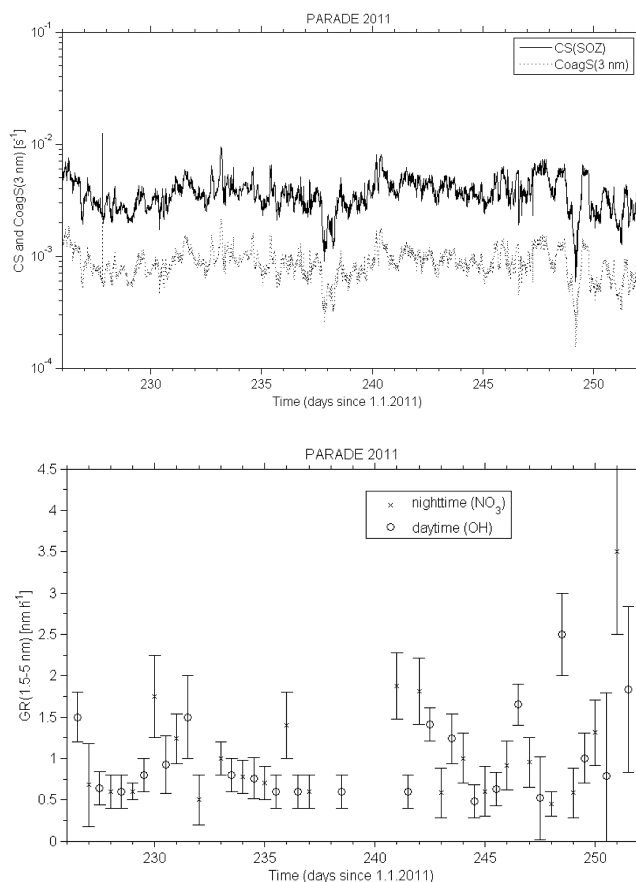 PARADE 2011
CS and CoagS(3 nm) [s⁻¹]
10⁻¹
10⁻²
10⁻³
10⁻⁴
CS(SOZ)
CoagS(3 nm)
230 235 240 245 250
Time (days since 1.1.2011)
PARADE 2011
GR(1.5-5 nm) [nm h⁻¹]
4.5
4
3.5
3
2.5
2
1.5
1
0.5
0
nighttime (NO₃)
daytime (OH)
230 235 240 245 250
Time (days since 1.1.2011)